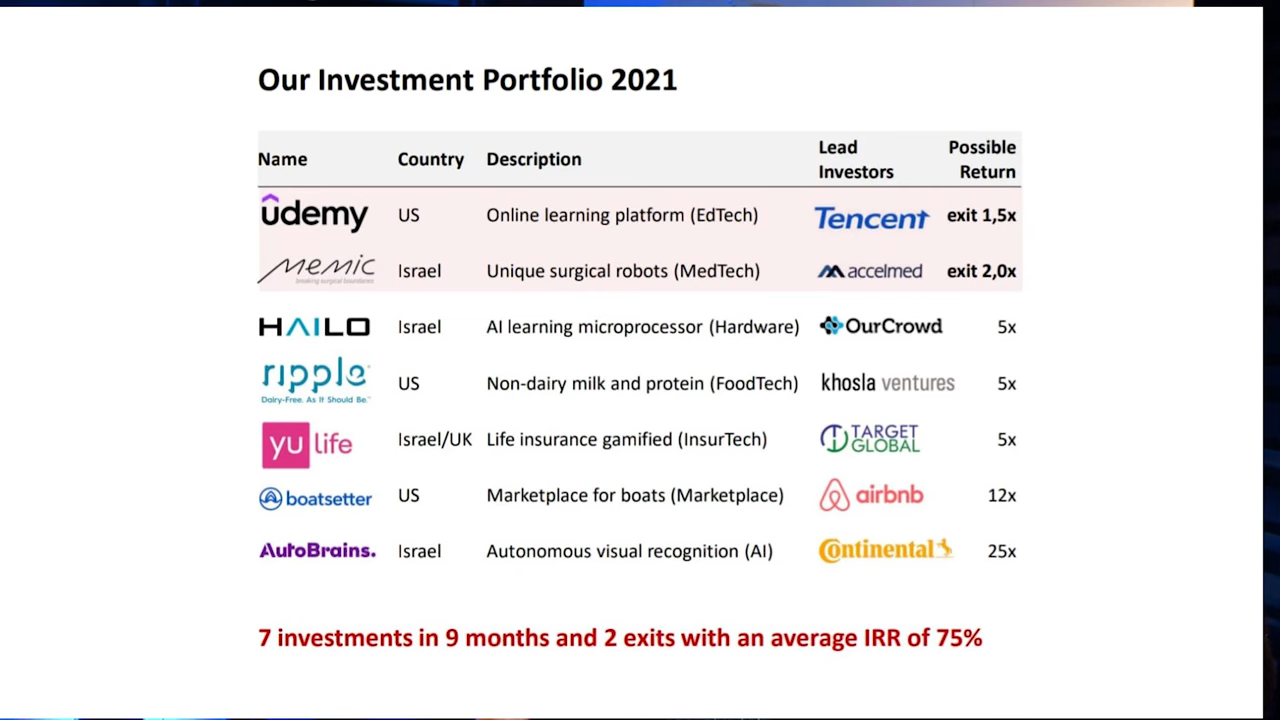 Our Investment Portfolio 2021
Name Country Description Lead Investors Possible Return
udemy US Online learning platform (EdTech) Tencent exit 1,5x
memic breaking surgical boundaries Israel Unique surgical robots (MedTech) accelmed exit 2,0x
HAILO Israel AI learning microprocessor (Hardware) OurCrowd 5x
ripple Dairy-Free. As It Should Be.™ US Non-dairy milk and protein (FoodTech) khosla ventures 5x
yu life Israel/UK Life insurance gamified (InsurTech) TARGET GLOBAL 5x
boatsetter US Marketplace for boats (Marketplace) airbnb 12x
AutoBrains. Israel Autonomous visual recognition (AI) Continental 25x
7 investments in 9 months and 2 exits with an average IRR of 75%